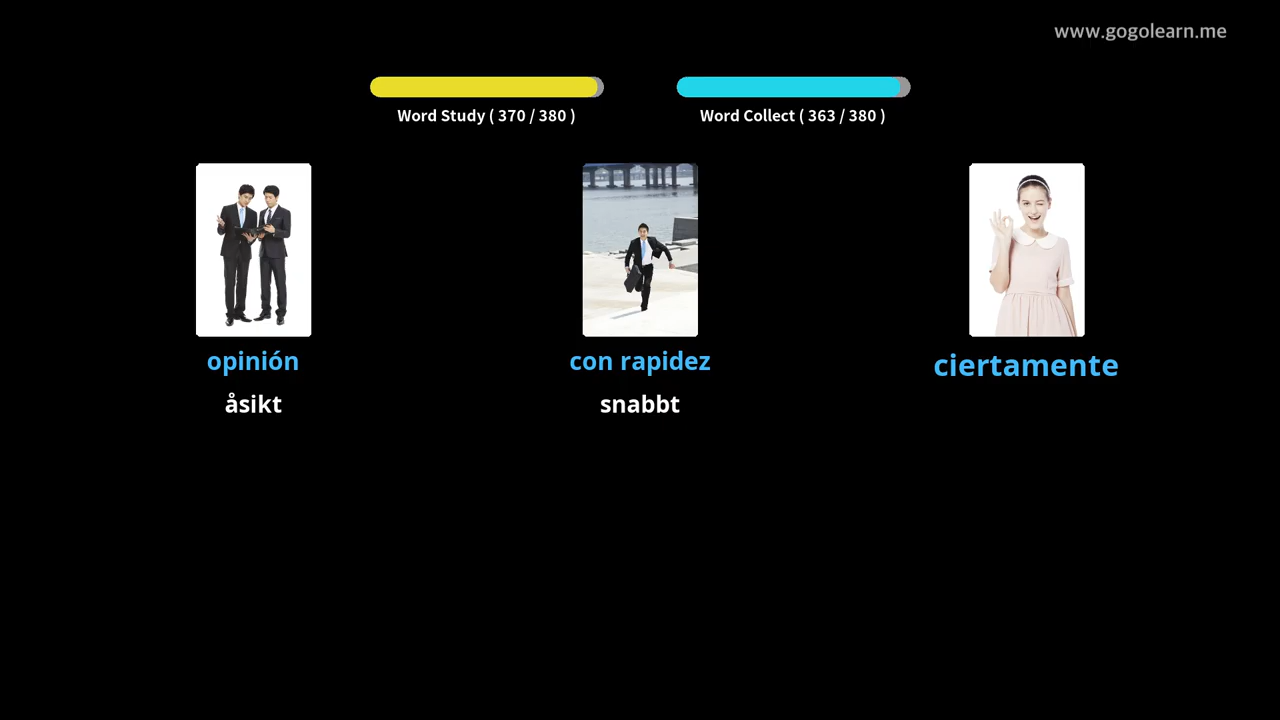 www.gogolearn.me
Word Study ( 370 / 380 )
Word Collect ( 363 / 380 )
opinión
åsikt
con rapidez
snabbt
ciertamente